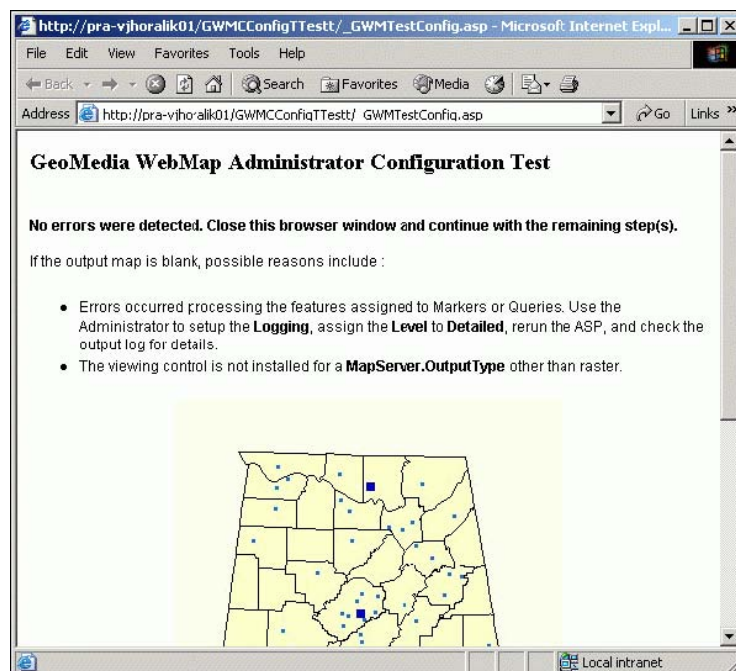 http://pra-vjhoralik01/GWMCConfigTTestt/_GWMTestConfig.asp - Microsoft Internet Expl...
File Edit View Favorites Tools Help
Back Search Favorites Media
Address http://pra-vjhoralik01/GWMCConfigTTestt/_GWMTestConfig.asp Go Links »
GeoMedia WebMap Administrator Configuration Test
No errors were detected. Close this browser window and continue with the remaining step(s).
If the output map is blank, possible reasons include :
• Errors occurred processing the features assigned to Markers or Queries. Use the
Administrator to setup the Logging, assign the Level to Detailed, rerun the ASP, and check the
output log for details.
• The viewing control is not installed for a MapServer.OutputType other than raster.
Local intranet